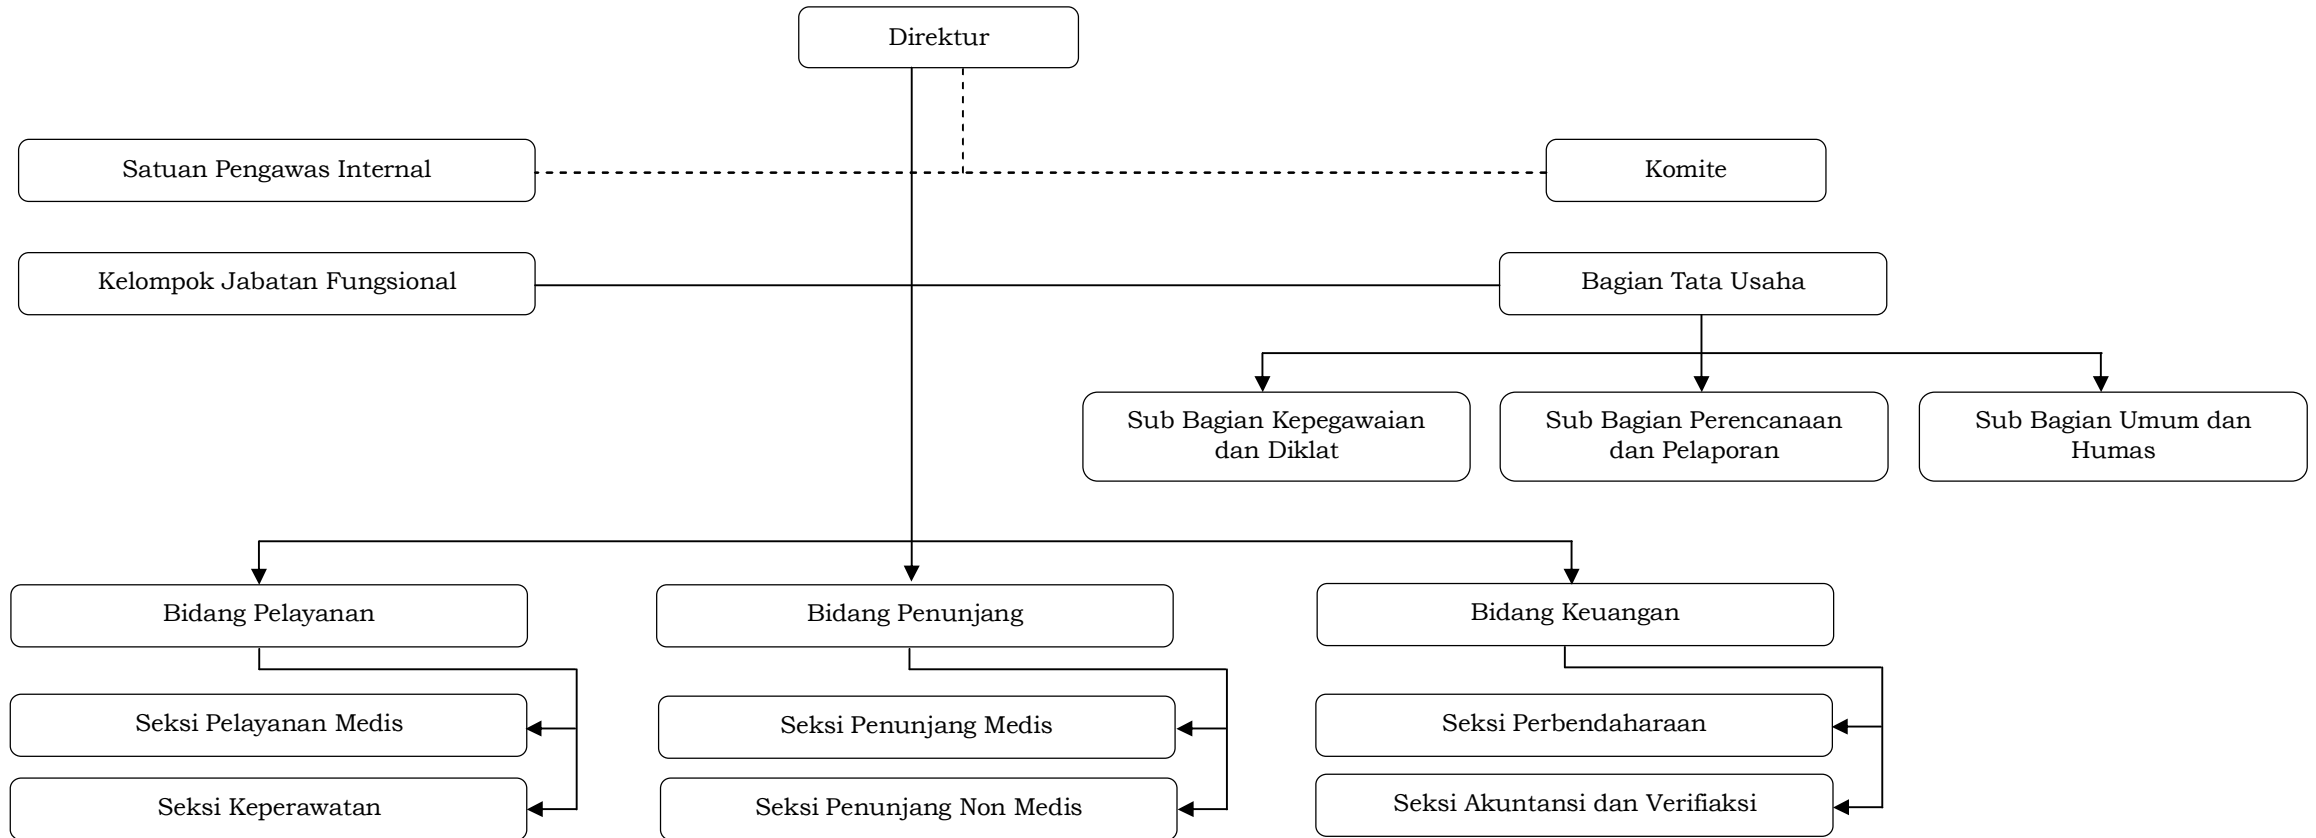 Direktur
Satuan Pengawas Internal
Komite
Kelompok Jabatan Fungsional
Bagian Tata Usaha
Sub Bagian Kepegawaian
dan Diklat
Sub Bagian Perencanaan
dan Pelaporan
Sub Bagian Umum dan
Humas
Bidang Pelayanan
Bidang Penunjang
Bidang Keuangan
Seksi Pelayanan Medis
Seksi Penunjang Medis
Seksi Perbendaharaan
Seksi Keperawatan
Seksi Penunjang Non Medis
Seksi Akuntansi dan Verifiaksi